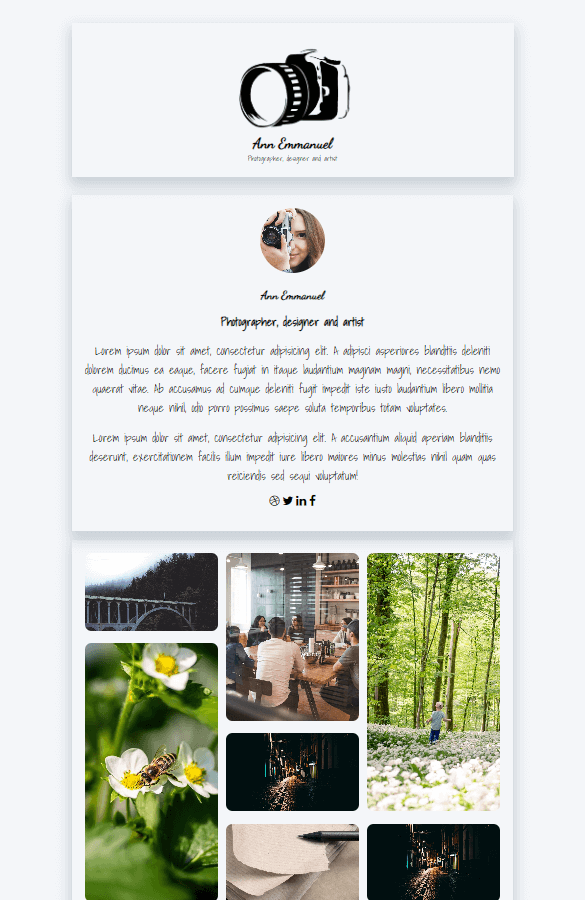 Ann Emmanuel
Photographer, designer and artist
Ann Emmanuel
Photographer, designer and artist
Lorem ipsum dolor sit amet, consectetur adipisicing elit. A adipisci asperiores blanditiis deleniti
dolorem ducimus ea eaque, facere fugiat in itaque laudantium magnam magni, necessitatibus nemo
quaerat vitae. Ab accusamus ad cumque deleniti fugit impedit iste iusto laudantium libero mollitia
neque nihil, odio porro possimus saepe soluta temporibus totam voluptates.
Lorem ipsum dolor sit amet, consectetur adipisicing elit. A accusantium aliquid aperiam blanditiis
deserunt, exercitationem facilis illum impedit iure libero maiores minus molestias nihil quam quas
reiciendis sed sequi voluptatum!